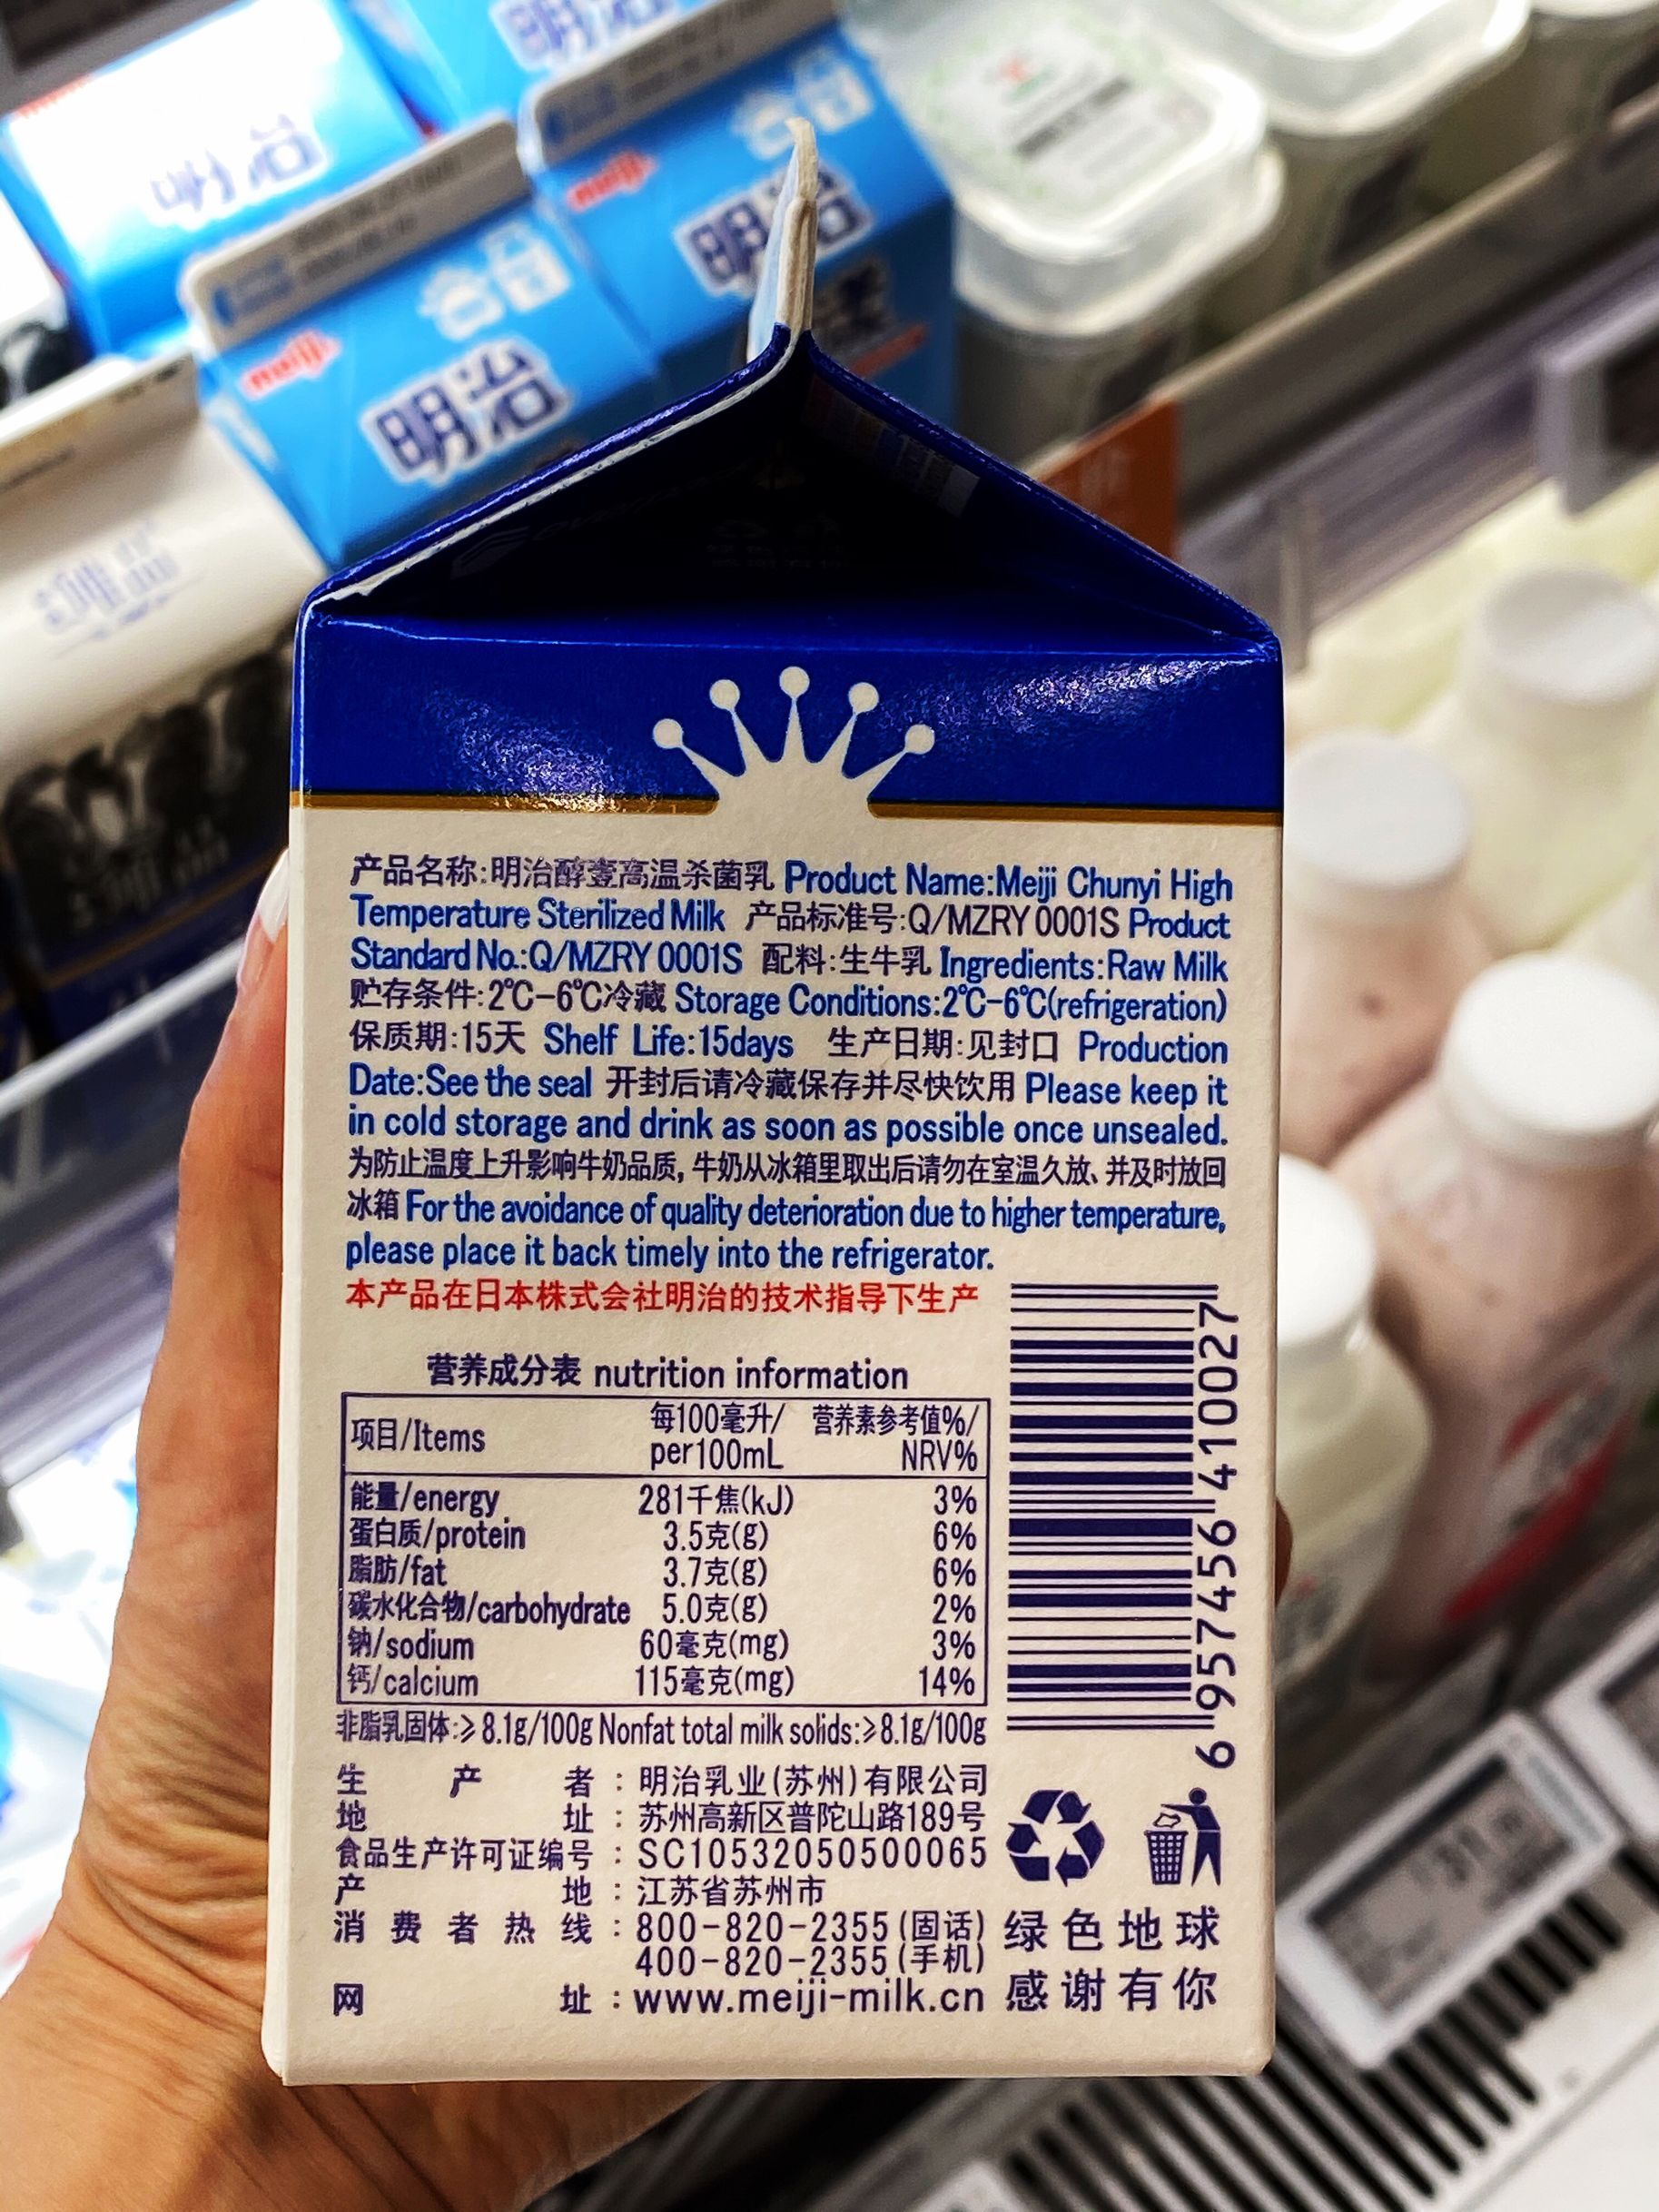 明治
meiji
明治
meiji
明治
产品名称:明治醇壹高温杀菌乳 Product Name:Meiji Chunyi High
Temperature Sterilized Milk 产品标准号:Q/MZRY 0001S Product
Standard No.:Q/MZRY 0001S 配料:生牛乳 Ingredients:Raw Milk
贮存条件:2℃-6℃冷藏 Storage Conditions:2℃-6℃(refrigeration)
保质期:15天 Shelf Life:15days 生产日期:见封口 Production
Date:See the seal 开封后请冷藏保存并尽快饮用 Please keep it
in cold storage and drink as soon as possible once unsealed.
为防止温度上升影响牛奶品质,牛奶从冰箱里取出后请勿在室温久放、并及时放回
冰箱 For the avoidance of quality deterioration due to higher temperature,
please place it back timely into the refrigerator.
本产品在日本株式会社明治的技术指导下生产
营养成分表 nutrition information
项目/Items 每100毫升/per100mL 营养素参考值%/NRV%
能量/energy 281千焦(kJ) 3%
蛋白质/protein 3.5克(g) 6%
脂肪/fat 3.7克(g) 6%
碳水化合物/carbohydrate 5.0克(g) 2%
钠/sodium 60毫克(mg) 3%
钙/calcium 115毫克(mg) 14%
非脂乳固体:≥8.1g/100g Nonfat total milk solids:≥8.1g/100g
生产者:明治乳业(苏州)有限公司
地址:苏州高新区普陀山路189号
食品生产许可证编号:SC10532050500065
产地:江苏省苏州市
消费者热线:800-820-2355(固话)
400-820-2355(手机)
网址:www.meiji-milk.cn
6 957456 410027
绿色地球
感谢有你